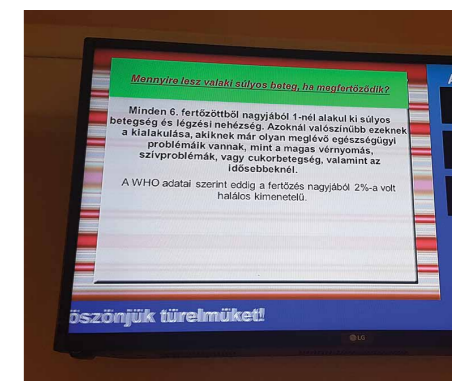 Mennyire lesz valaki súlyos beteg, ha megfertőződik?
Minden 6. fertőzöttből nagyjából 1-nél alakul ki súlyos
betegség és légzési nehézség. Azoknál valószínűbb ezeknek
a kialakulása, akiknek már olyan meglévő egészségügyi
problémáik vannak, mint a magas vérnyomás,
szívproblémák, vagy cukorbetegség, valamint az
idősebbeknél.
A WHO adatai szerint eddig a fertőzés nagyjából 2%-a volt
halálos kimenetelű.
öszönjük türelmüket!
LG